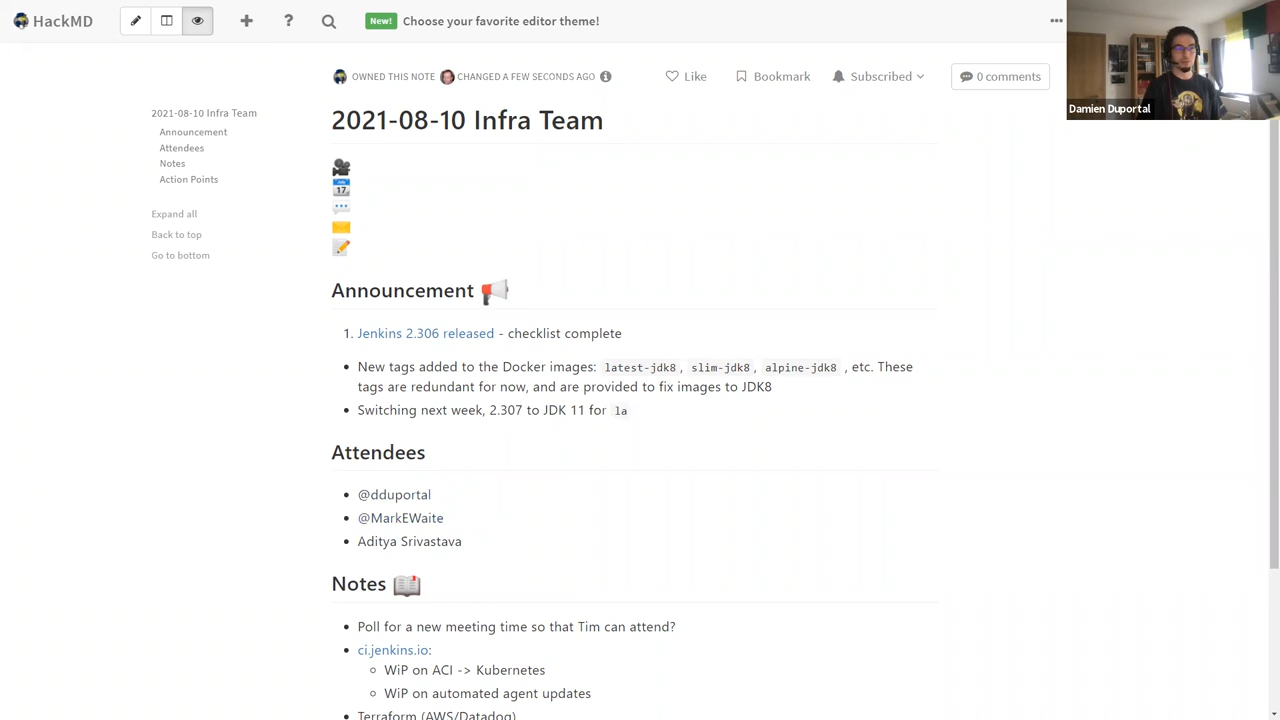 HackMD
New! Choose your favorite editor theme!
OWNED THIS NOTE CHANGED A FEW SECONDS AGO
Like
Bookmark
Subscribed
0 comments
Damien Duportal
2021-08-10 Infra Team
Announcement
Attendees
Notes
Action Points
Expall all
Back to top
Go to bottom
2021-08-10 Infra Team
July
17
Announcement
1. Jenkins 2.306 released - checklist complete
• New tags added to the Docker images: latest-jdk8, slim-jdk8, alpine-jdk8 , etc. These
tags are redundant for now, and are provided to fix images to JDK8
• Switching next week, 2.307 to JDK 11 for la
Attendees
• @dduportal
• @MarkEWaite
• Aditya Srivastava
Notes
• Poll for a new meeting time so that Tim can attend?
• ci.jenkins.io:
◦ WiP on ACI -> Kubernetes
◦ WiP on automated agent updates
• Terraform (AWS/Datadog)